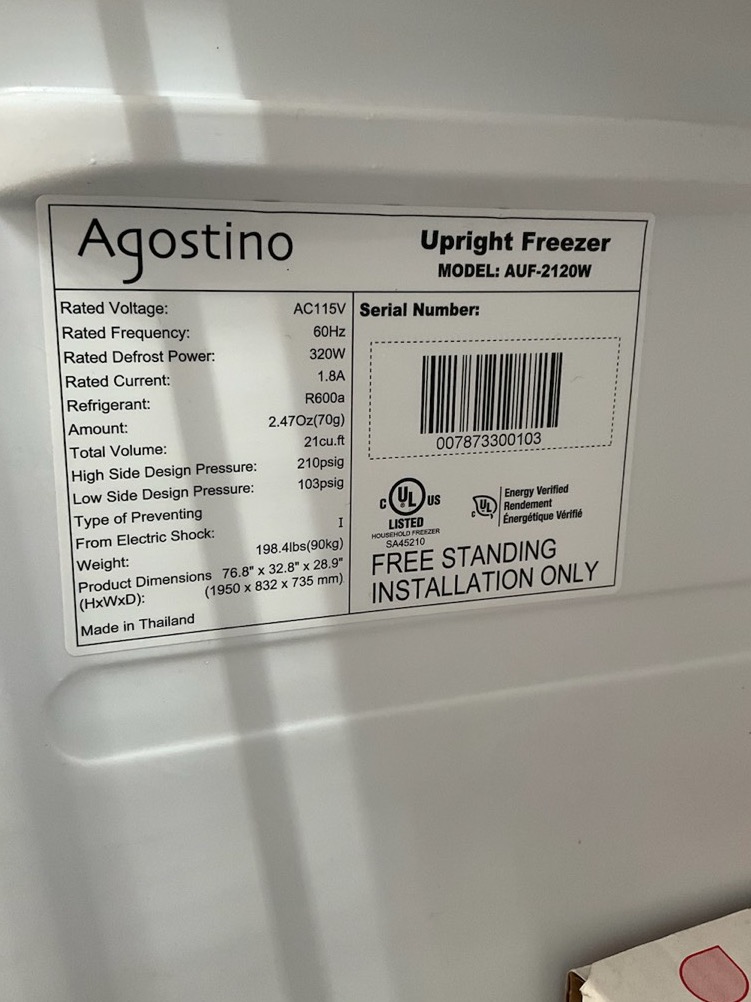 Agostino
Upright Freezer
MODEL: AUF-2120W
Rated Voltage: AC115V
Rated Frequency: 60Hz
Rated Defrost Power: 320W
Rated Current: 1.8A
Refrigerant: R600a
Amount: 2.47Oz(70g)
Total Volume: 21cu.ft
High Side Design Pressure: 210psig
Low Side Design Pressure: 103psig
Type of Preventing
From Electric Shock: I
Weight: 198.4lbs(90kg)
Product Dimensions 76.8" x 32.8" x 28.9"
(HxWxD): (1950 x 832 x 735 mm)
Made in Thailand
Serial Number:
007873300103
C UL US
LISTED
HOUSEHOLD FREEZER
SA45210
C UL
Energy Verified
Rendement
Énergétique Vérifié
FREE STANDING
INSTALLATION ONLY